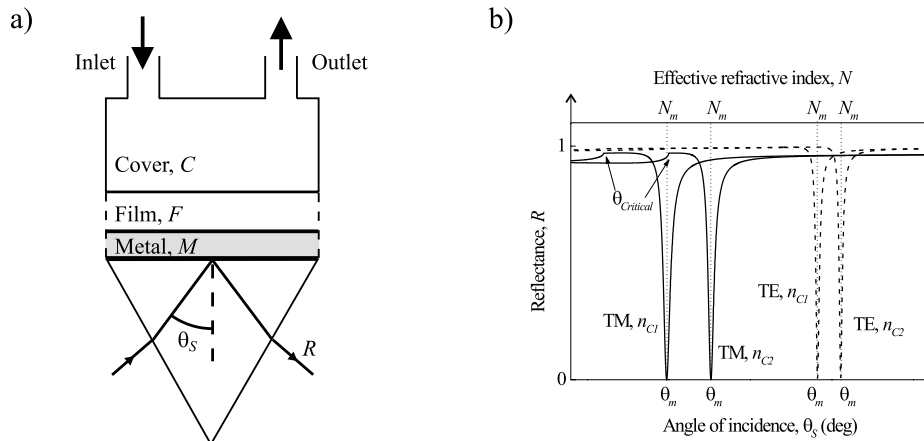 a)
Inlet
Outlet
Cover, C
Film, F
Metal, M
θS
R
b)
Effective refractive index, N
Nm Nm Nm Nm
1
θCritical
Reflectance, R
TM, nC1
TM, nC2
TE, nC1
TE, nC2
0
θm θm θm θm
Angle of incidence, θS (deg)